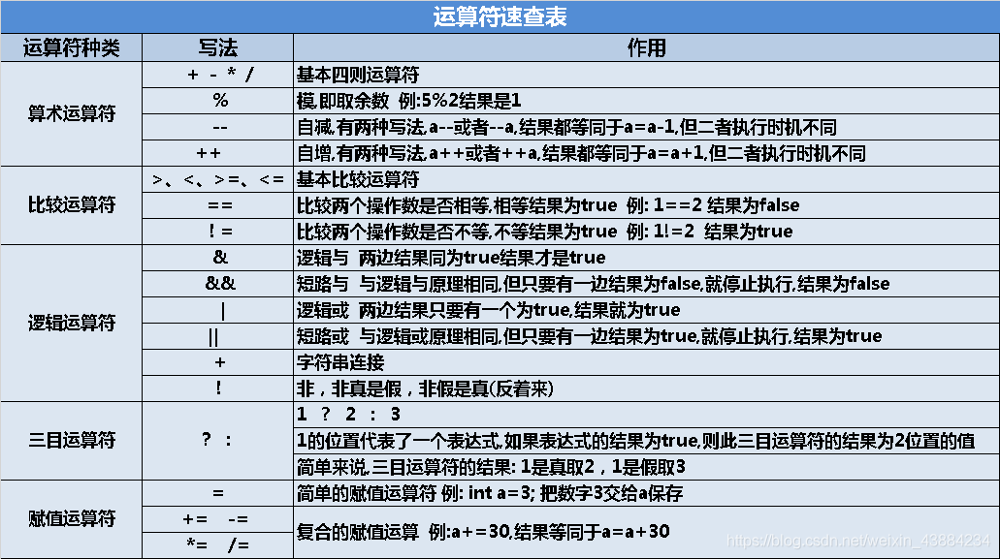 运算符速查表
运算符种类 写法 作用
算术运算符
+ - * / 基本四则运算符
% 模,即取余数 例:5%2结果是1
-- 自减,有两种写法,a--或者--a,结果都等同于a=a-1,但二者执行时机不同
++ 自增,有两种写法,a++或者++a,结果都等同于a=a+1,但二者执行时机不同
比较运算符
>、<、>=、<= 基本比较运算符
== 比较两个操作数是否相等,相等结果为true 例: 1==2 结果为false
!= 比较两个操作数是否不等,不等结果为true 例: 1!=2 结果为true
逻辑运算符
& 逻辑与 两边结果同为true结果才是true
&& 短路与 与逻辑与原理相同,但只要有一边结果为false,就停止执行,结果为false
| 逻辑或 两边结果只要有一个为true,结果就为true
|| 短路或 与逻辑或原理相同,但只要有一边结果为true,就停止执行,结果为true
+ 字符串连接
! 非，非真是假，非假是真(反着来)
三目运算符
? :
1 ? 2 : 3
1的位置代表了一个表达式,如果表达式的结果为true,则此三目运算符的结果为2位置的值
简单来说,三目运算符的结果: 1是真取2，1是假取3
赋值运算符
= 简单的赋值运算符 例: int a=3; 把数字3交给a保存
+= -=
*= /=
复合的赋值运算 例:a+=30,结果等同于a=a+30
https://blog.csdn.net/weixin_43884234